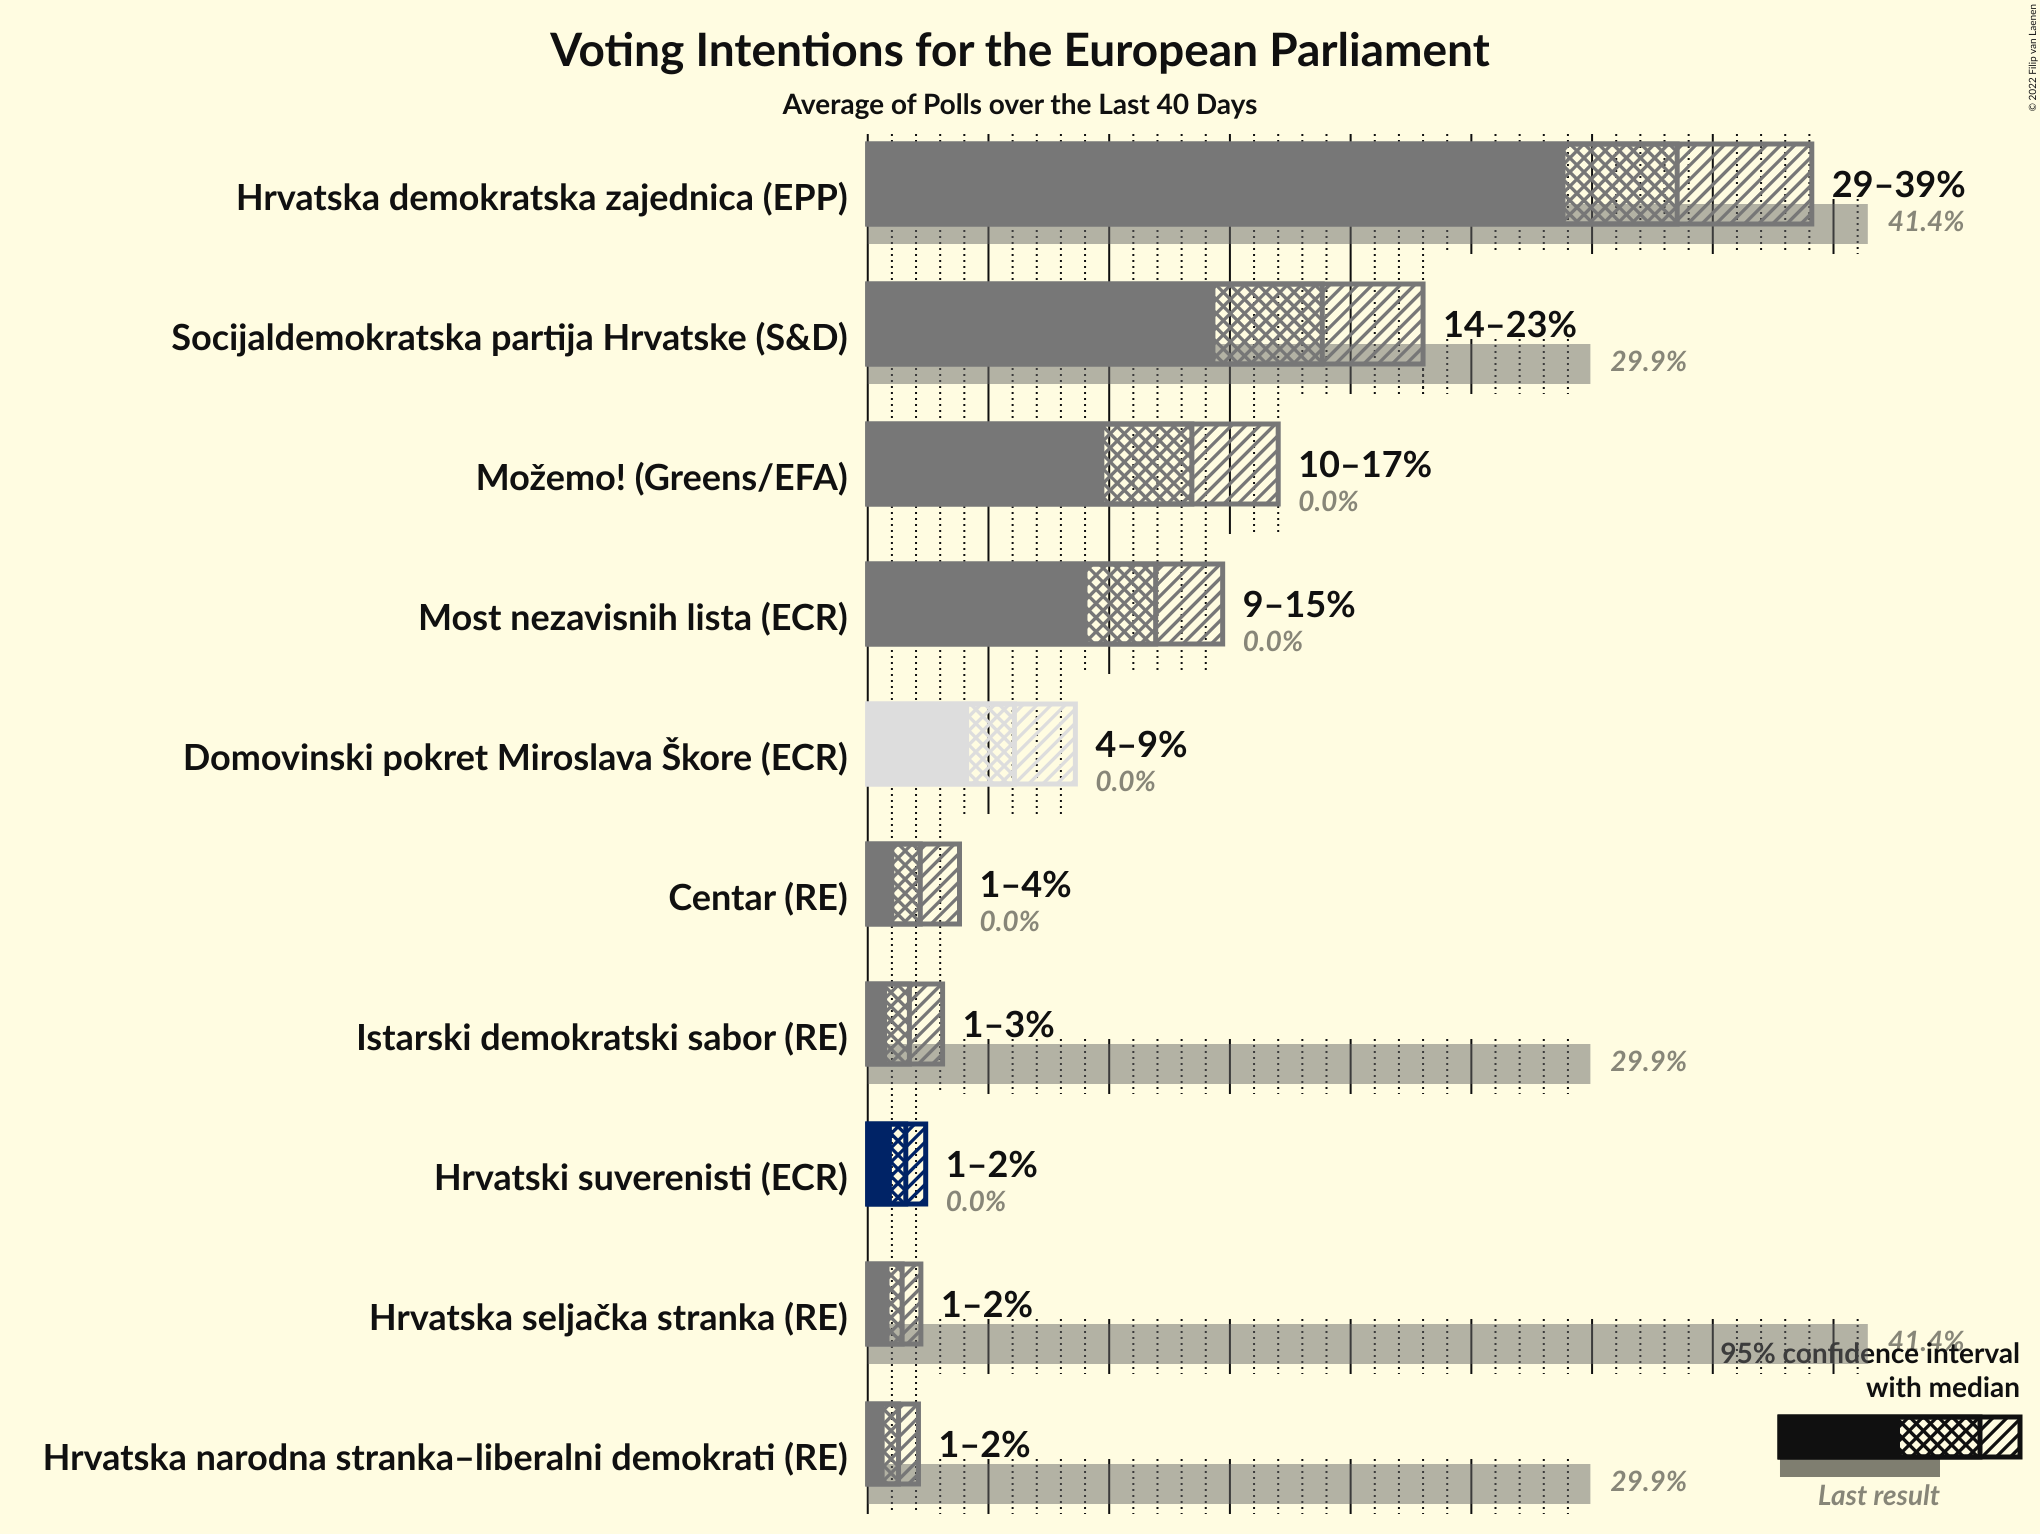 Voting Intentions for the European Parliament
Average of Polls over the Last 40 Days
© 2022 Filip van Laenen
Hrvatska demokratska zajednica (EPP)
29–39%
41.4%
Socijaldemokratska partija Hrvatske (S&D)
14–23%
29.9%
Možemo! (Greens/EFA)
10–17%
0.0%
Most nezavisnih lista (ECR)
9–15%
0.0%
Domovinski pokret Miroslava Škore (ECR)
4–9%
0.0%
Centar (RE)
1–4%
0.0%
Istarski demokratski sabor (RE)
1–3%
29.9%
Hrvatski suverenisti (ECR)
1–2%
0.0%
Hrvatska seljačka stranka (RE)
1–2%
41.4%
Hrvatska narodna stranka–liberalni demokrati (RE)
1–2%
29.9%
95% confidence interval
with median
Last result